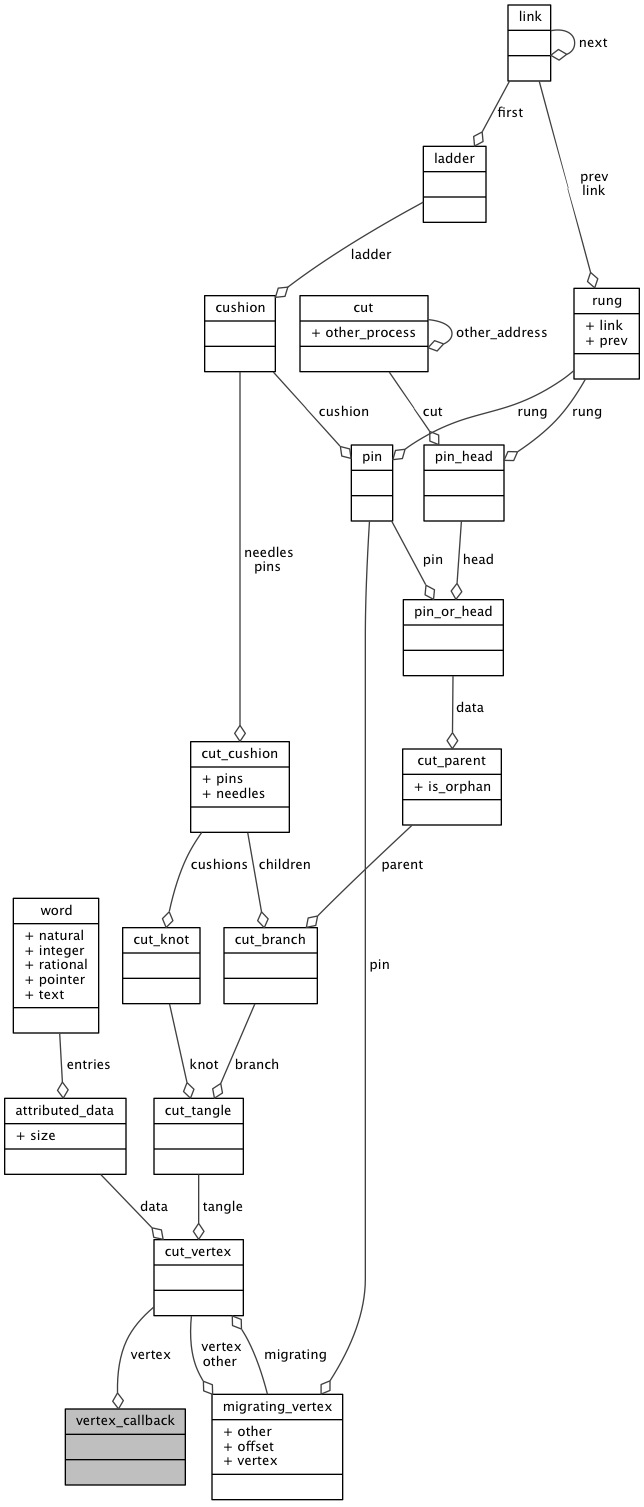 link
next
first
ladder
prev
link
ladder
cushion
cut
+ other_process
other_address
rung
+ link
+ prev
cushion
cut
rung
rung
pin
pin_head
needles
pins
pin
head
pin_or_head
data
cut_cushion
+ pins
+ needles
cut_parent
+ is_orphan
cushions
children
parent
word
+ natural
+ integer
+ rational
+ pointer
+ text
cut_knot
cut_branch
pin
entries
knot
branch
attributed_data
+ size
cut_tangle
data
tangle
cut_vertex
vertex
vertex
other
migrating
vertex_callback
migrating_vertex
+ other
+ offset
+ vertex